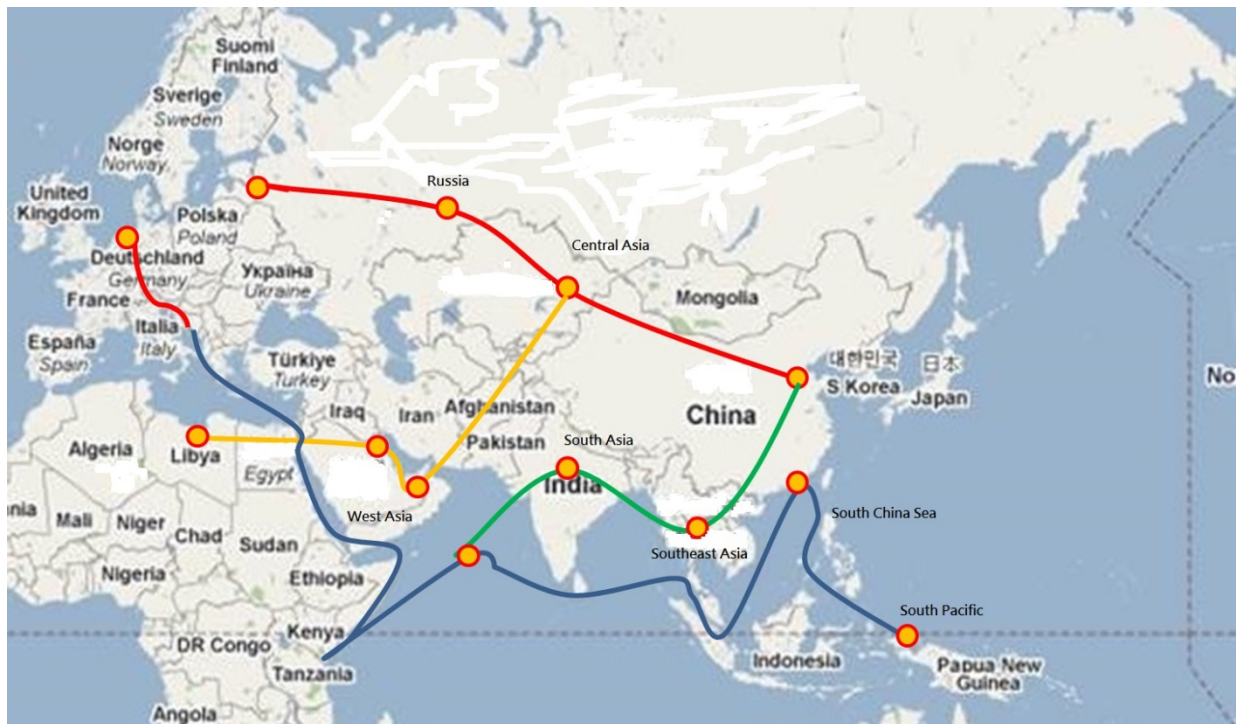 Suomi
Finland
Sverige
Sweden
Norge
Norway
United
Kingdom
Russia
Polska
Poland
Central Asia
Deutschland
Germany
Україна
Ukraine
Mongolia
France
Italia
Italy
España
Spain
Türkiye
Turkey
대한민국
S Korea
日本
Japan
No
China
Iraq
Iran
Afghanistan
Pakistan
South Asia
India
Algeria
Libya
Egypt
West Asia
South China Sea
Mali
Niger
Chad
Sudan
Southeast Asia
Nigeria
Ethiopia
South Pacific
Kenya
DR Congo
Tanzania
Indonesia
Papua New
Guinea
Angola